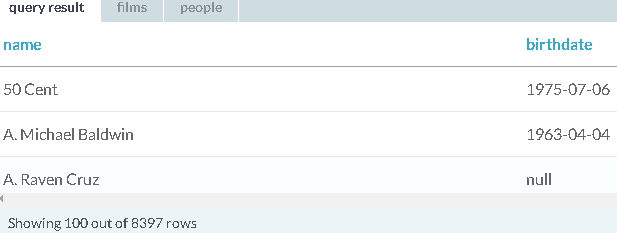 query result films people
name birthdate
50 Cent 1975-07-06
A. Michael Baldwin 1963-04-04
A. Raven Cruz null
Showing 100 out of 8397 rows